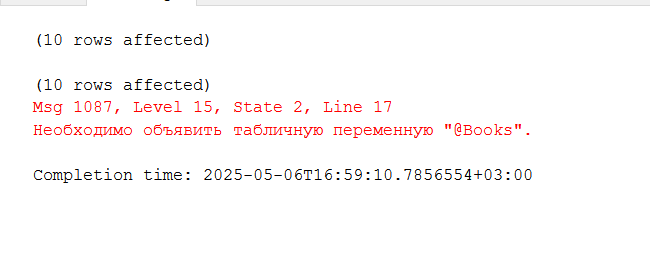 (10 rows affected)
(10 rows affected)
Msg 1087, Level 15, State 2, Line 17
Необходимо объявить табличную переменную "@Books".
Completion time: 2025-05-06T16:59:10.7856554+03:00